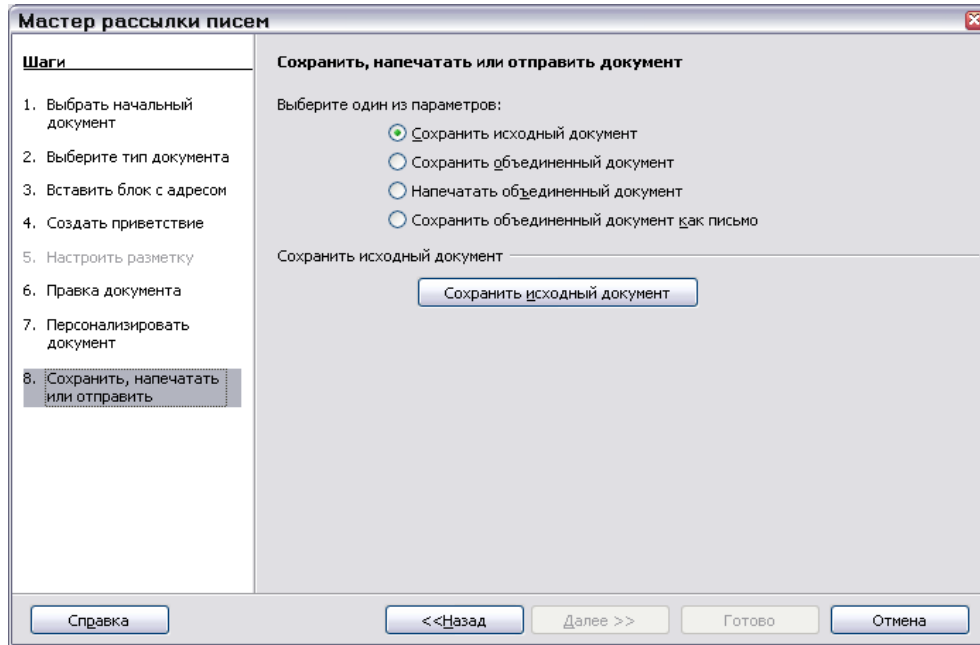 Мастер рассылки писем
Шаги
1. Выбрать начальный
документ
2. Выберите тип документа
3. Вставить блок с адресом
4. Создать приветствие
5. Настроить разметку
6. Правка документа
7. Персонализировать
документ
8. Сохранить, напечатать
или отправить
Сохранить, напечатать или отправить документ
Выберите один из параметров:
Сохранить исходный документ
Сохранить объединенный документ
Напечатать объединенный документ
Сохранить объединенный документ как письмо
Сохранить исходный документ
Сохранить исходный документ
Справка
<<Назад
Далее >>
Готово
Отмена